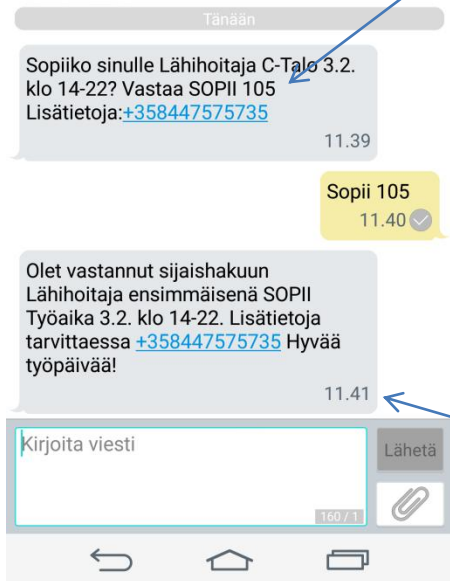 Tänään
Sopiiko sinulle Lähihoitaja C-Talo 3.2.
klo 14-22? Vastaa SOPII 105
Lisätietoja:+358447575735
11.39
Sopii 105
11.40
Olet vastannut sijaishakuun
Lähihoitaja ensimmäisenä SOPII
Työaika 3.2. klo 14-22. Lisätietoja
tarvittaessa +358447575735 Hyvää
työpäivää!
11.41
Kirjoita viesti
Lähetä
160 / 1